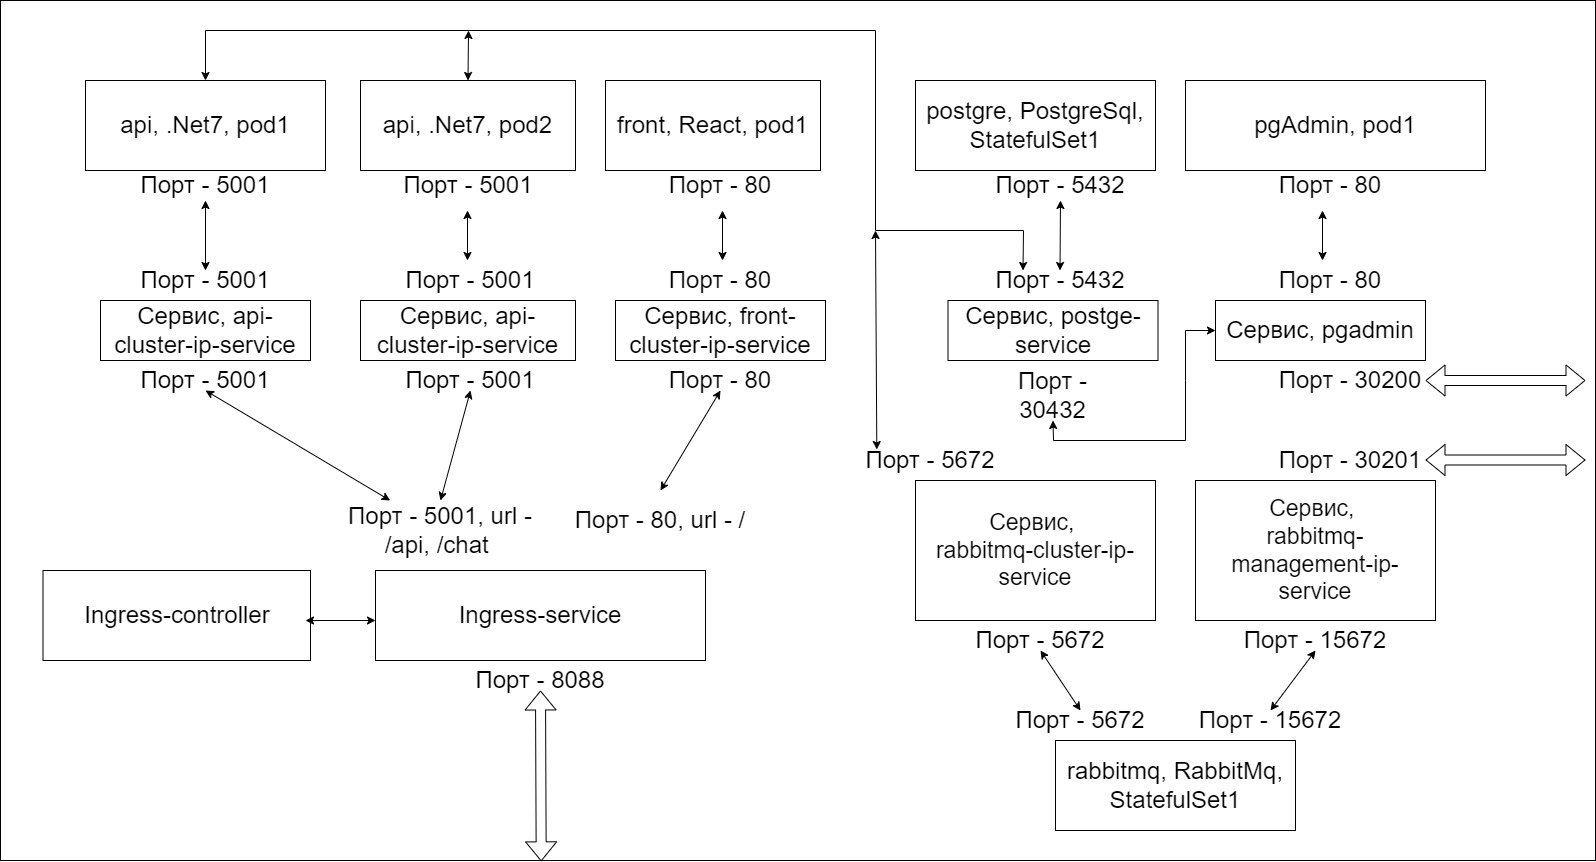 api, .Net7, pod1
api, .Net7, pod2
front, React, pod1
postgre, PostgreSql,
StatefulSet1
pgAdmin, pod1
Порт - 5001
Порт - 5001
Порт - 80
Порт - 5432
Порт - 80
Порт - 5001
Порт - 5001
Порт - 80
Порт - 5432
Порт - 80
Сервис, api-
cluster-ip-service
Сервис, api-
cluster-ip-service
Сервис, front-
cluster-ip-service
Сервис, postge-
service
Сервис, pgadmin
Порт - 5001
Порт - 5001
Порт - 80
Порт -
30432
Порт - 30200
Порт - 5672
Порт - 30201
Порт - 5001, url -
/api, /chat
Порт - 80, url - /
Сервис,
rabbitmq-cluster-ip-
service
Сервис,
rabbitmq-
management-ip-
service
Ingress-controller
Ingress-service
Порт - 5672
Порт - 15672
Порт - 8088
Порт - 5672
Порт - 15672
rabbitmq, RabbitMq,
StatefulSet1